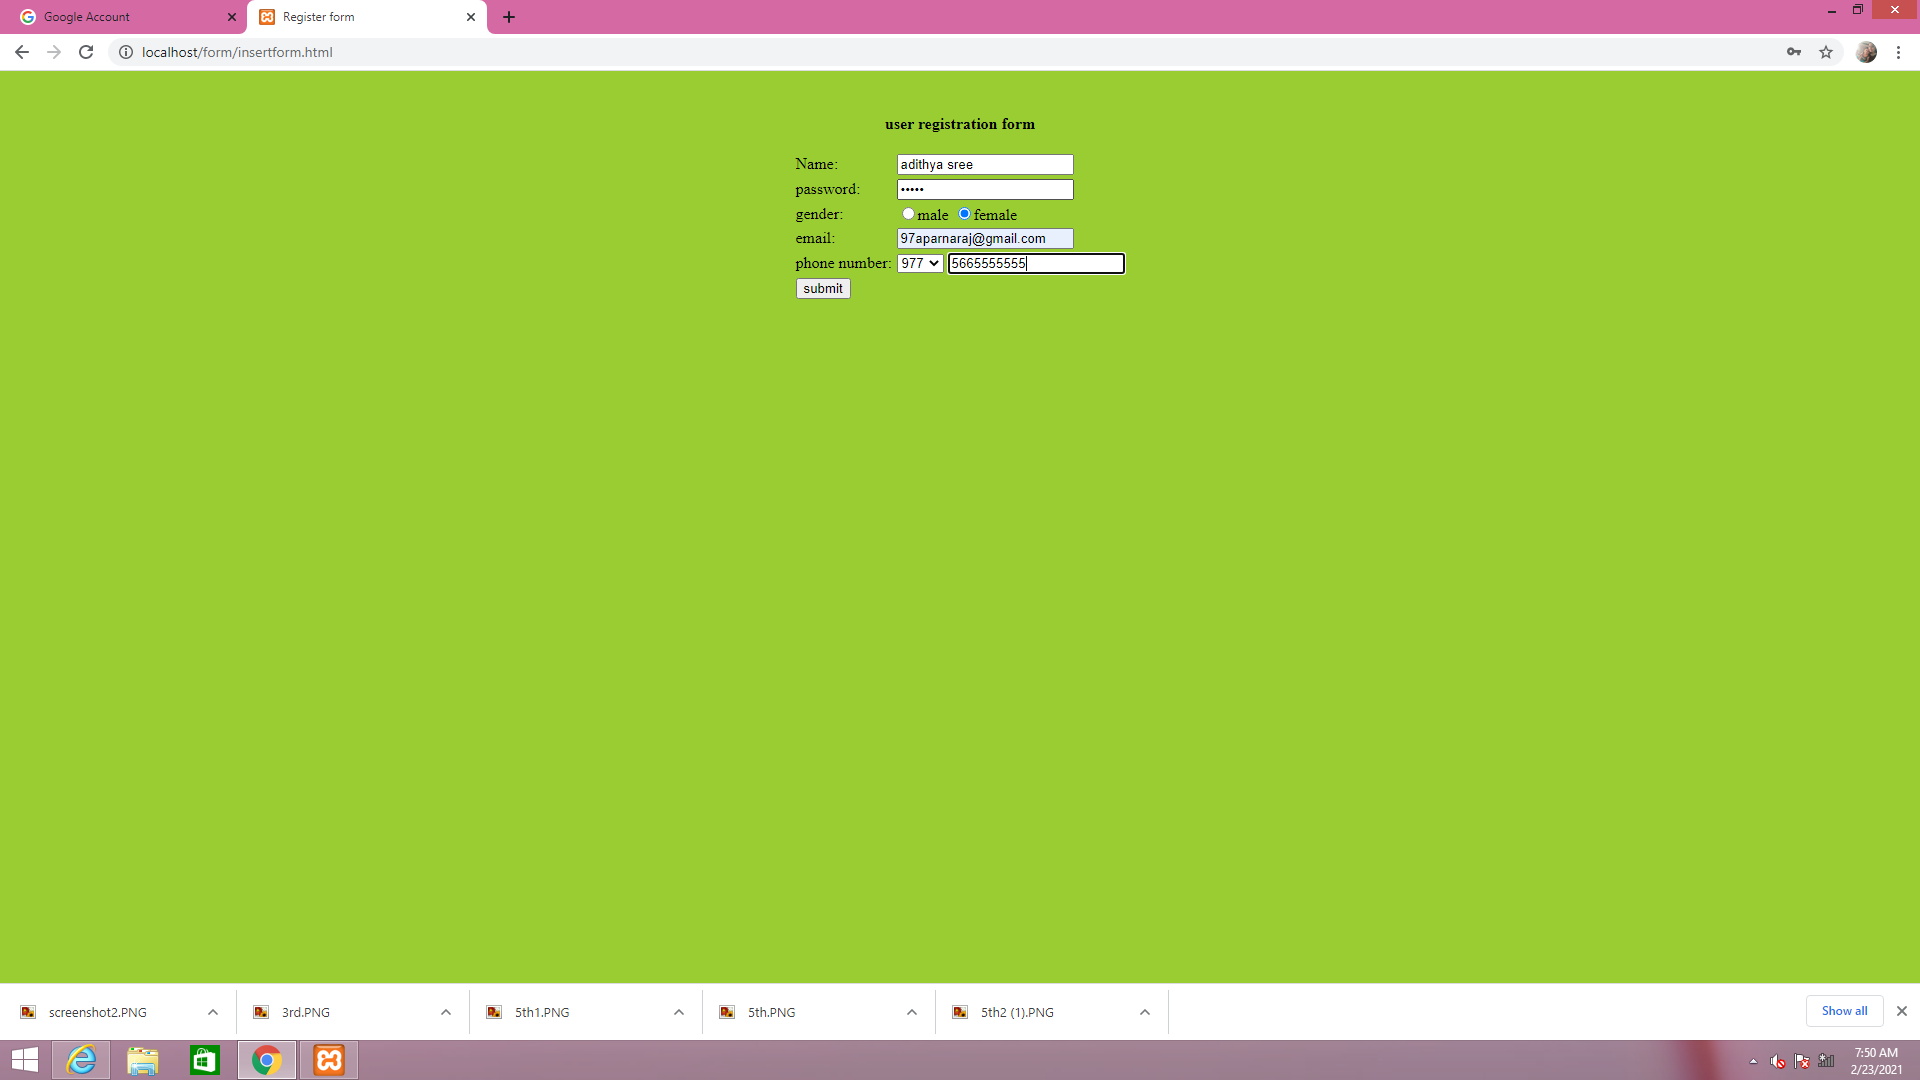 Google Account
Register form
localhost/form/insertform.html
user registration form
Name: adithya sree
password: •••••
gender: male female
email: 97aparnaraj@gmail.com
phone number: 977 5665555555
submit
screenshot2.PNG 3rd.PNG 5th1.PNG 5th.PNG 5th2 (1).PNG Show all
7:50 AM
2/23/2021